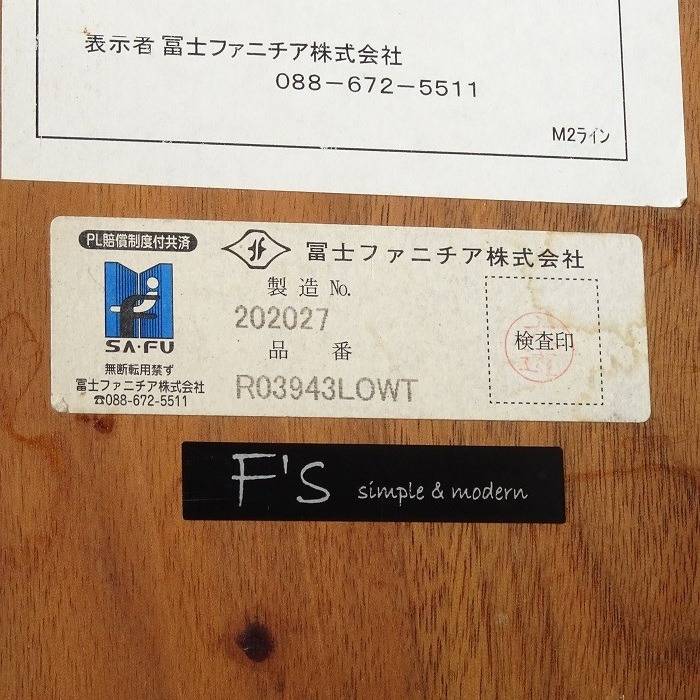 表示者 冨士ファニチア株式会社
088-672-5511
M2ライン
PL賠償制度付共済
SA・FU
無断転用禁ず
冨士ファニチア株式会社
☎088-672-5511
冨士ファニチア株式会社
製造 No.
202027
品番
R03943LOWT
検査印
F's simple & modern